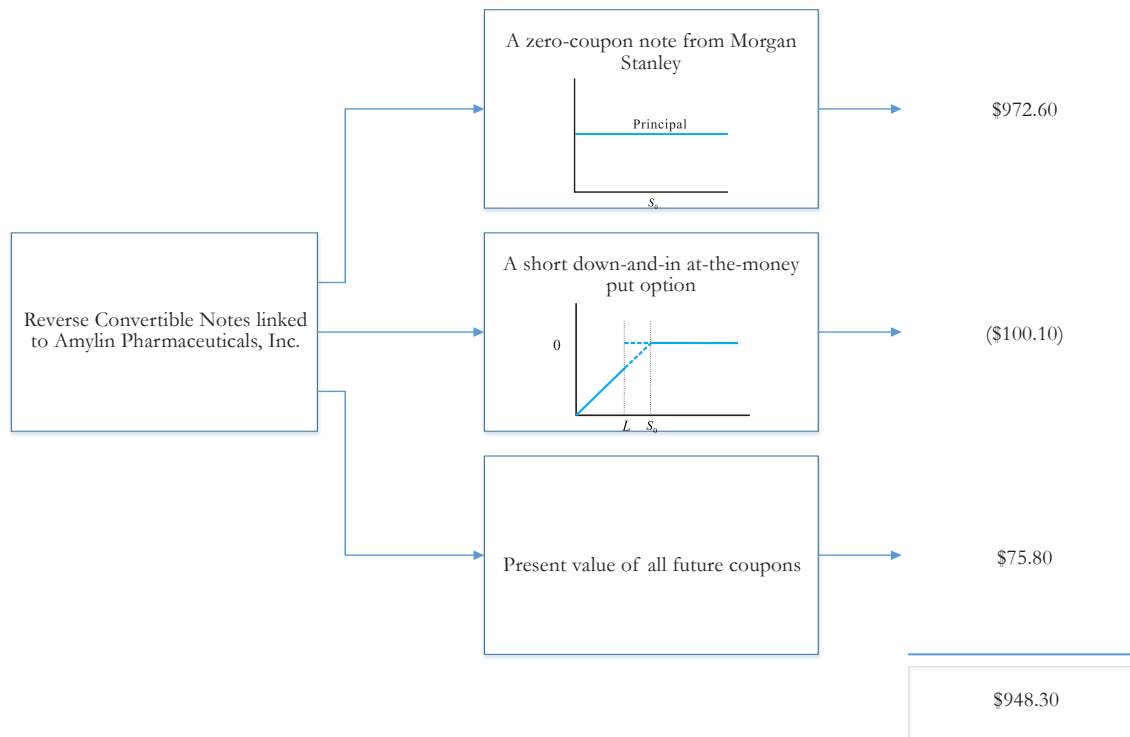 A zero-coupon note from Morgan
Stanley
Principal
S₀
$972.60
Reverse Convertible Notes linked
to Amylin Pharmaceuticals, Inc.
A short down-and-in at-the-money
put option
0
L S₀
($100.10)
Present value of all future coupons
$75.80
$948.30